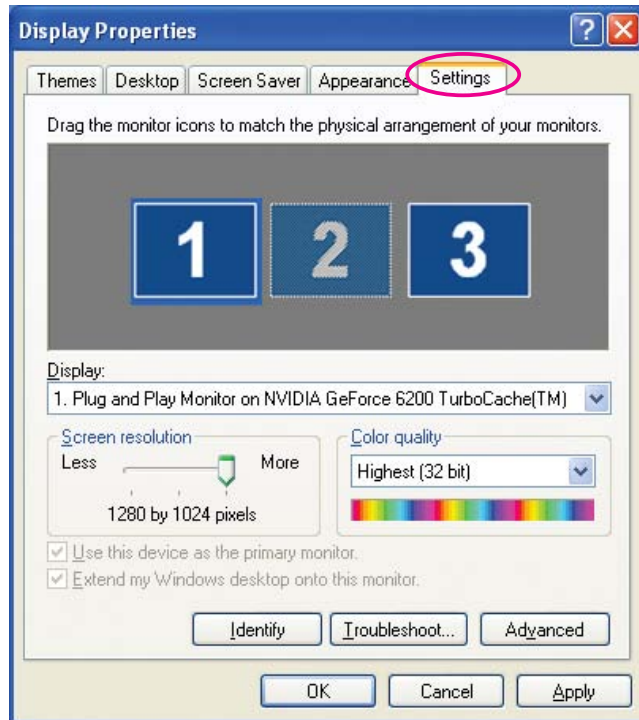 Display Properties
Themes Desktop Screen Saver Appearance Settings
Drag the monitor icons to match the physical arrangement of your monitors.
1 2 3
Display:
1. Plug and Play Monitor on NVIDIA GeForce 6200 TurboCache(TM)
Screen resolution
Less More
1280 by 1024 pixels
Color quality
Highest (32 bit)
Use this device as the primary monitor.
Extend my Windows desktop onto this monitor.
Identify Troubleshoot... Advanced
OK Cancel Apply